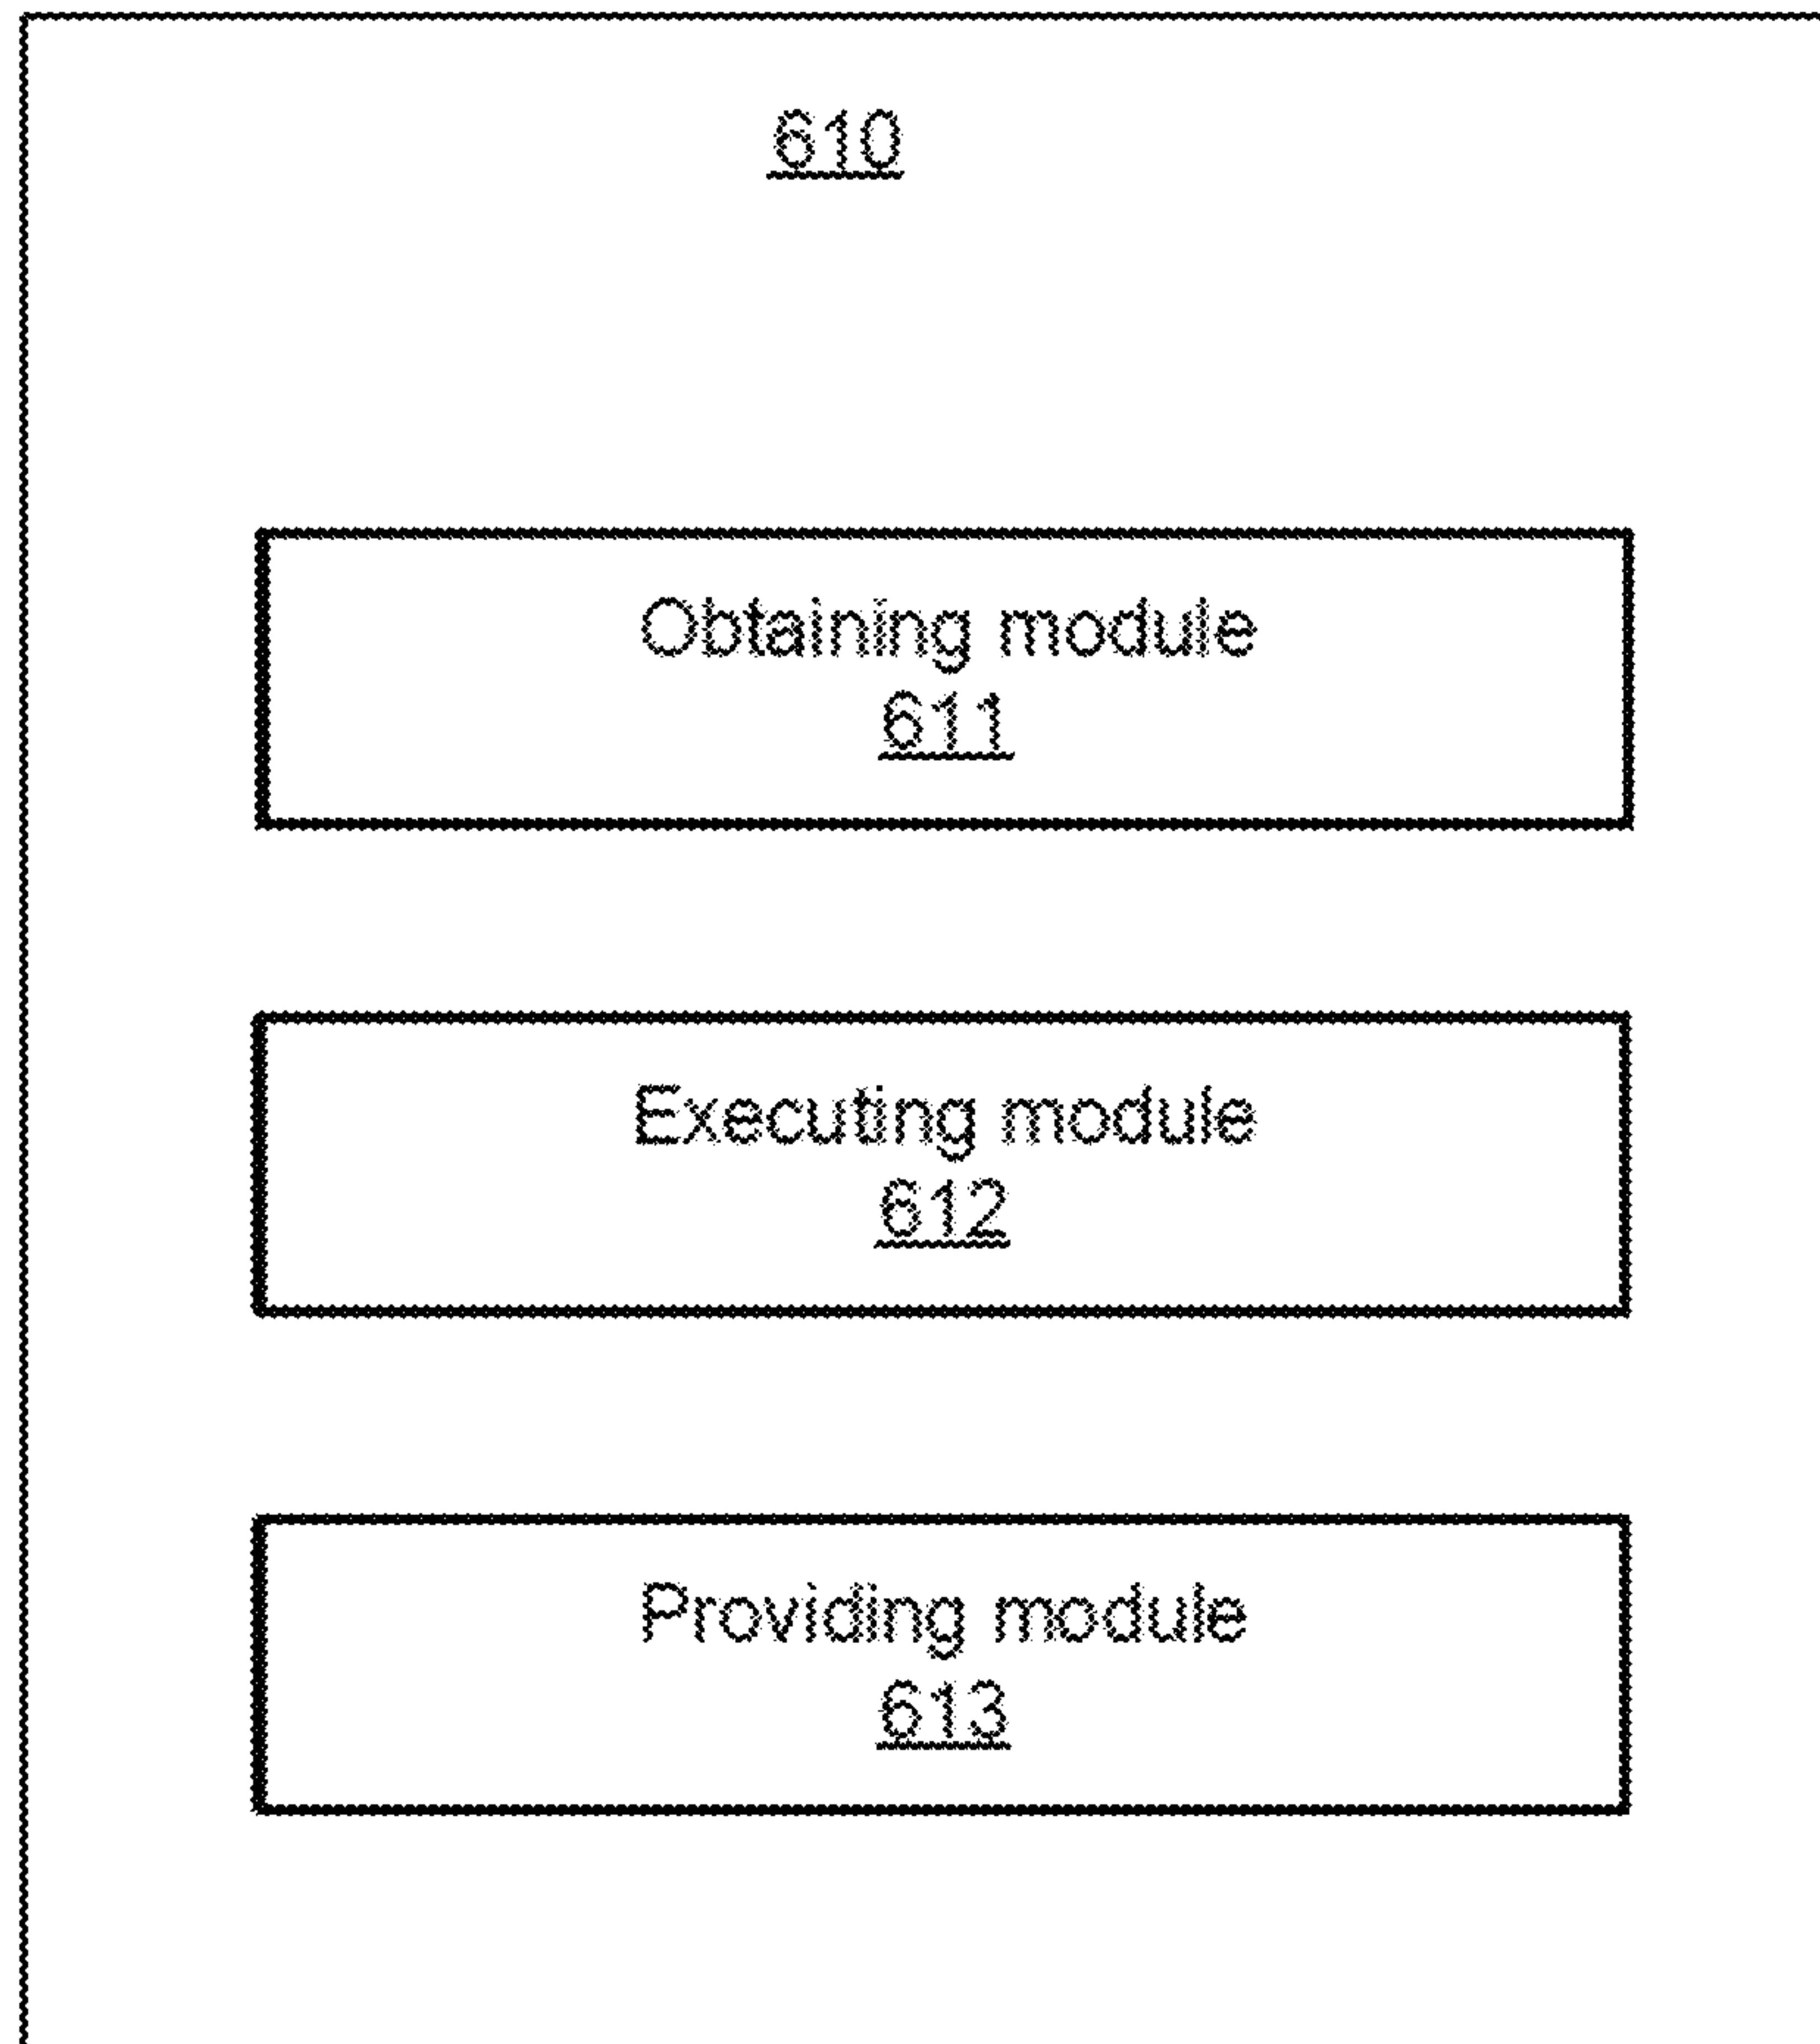 610
Obtaining module
611
Executing module
612
Providing module
613